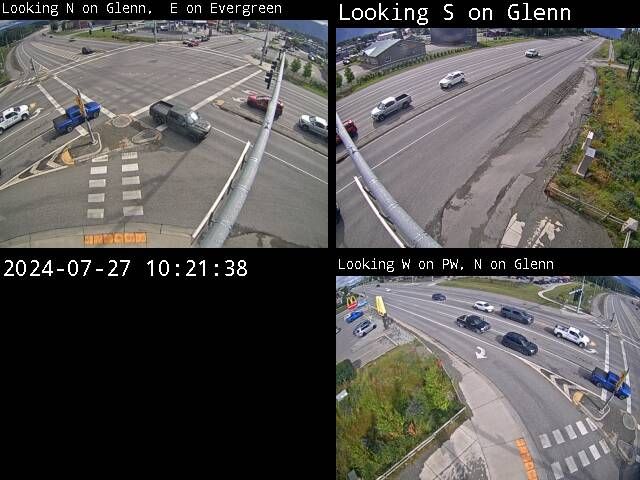 Looking N on Glenn,  E on Evergreen
Looking S on Glenn
2024-07-27 10:21:38
Looking W on PW, N on Glenn